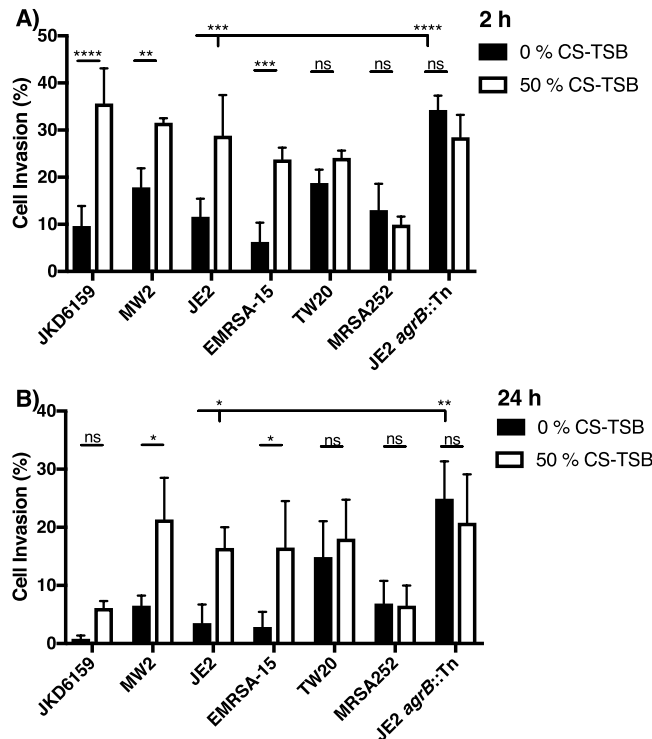 A)
2 h
0 % CS-TSB
50 % CS-TSB
Cell Invasion (%)
50
40
30
20
10
0
**** ** *** *** ns ns **** ns
JKD6159 MW2 JE2 EMRSA-15 TW20 MRSA252 JE2 agrB::Tn
B)
24 h
0 % CS-TSB
50 % CS-TSB
Cell Invasion (%)
40
30
20
10
0
ns * * * ns ns ** ns
JKD6159 MW2 JE2 EMRSA-15 TW20 MRSA252 JE2 agrB::Tn